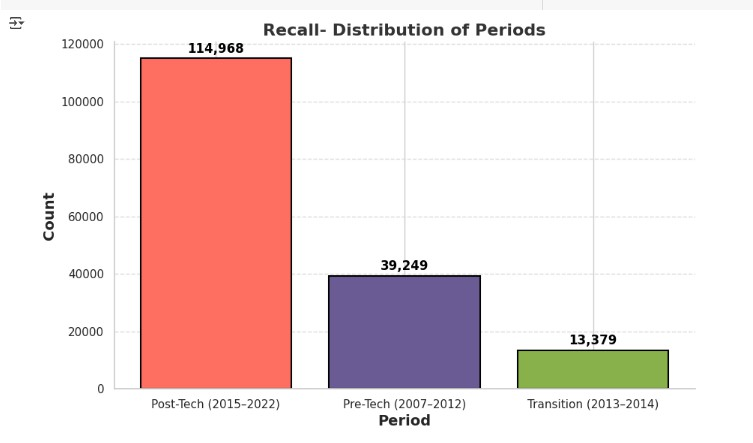 Recall- Distribution of Periods
120000
100000
80000
60000
40000
20000
0
Count
114,968
39,249
13,379
Post-Tech (2015–2022)
Pre-Tech (2007–2012)
Transition (2013–2014)
Period